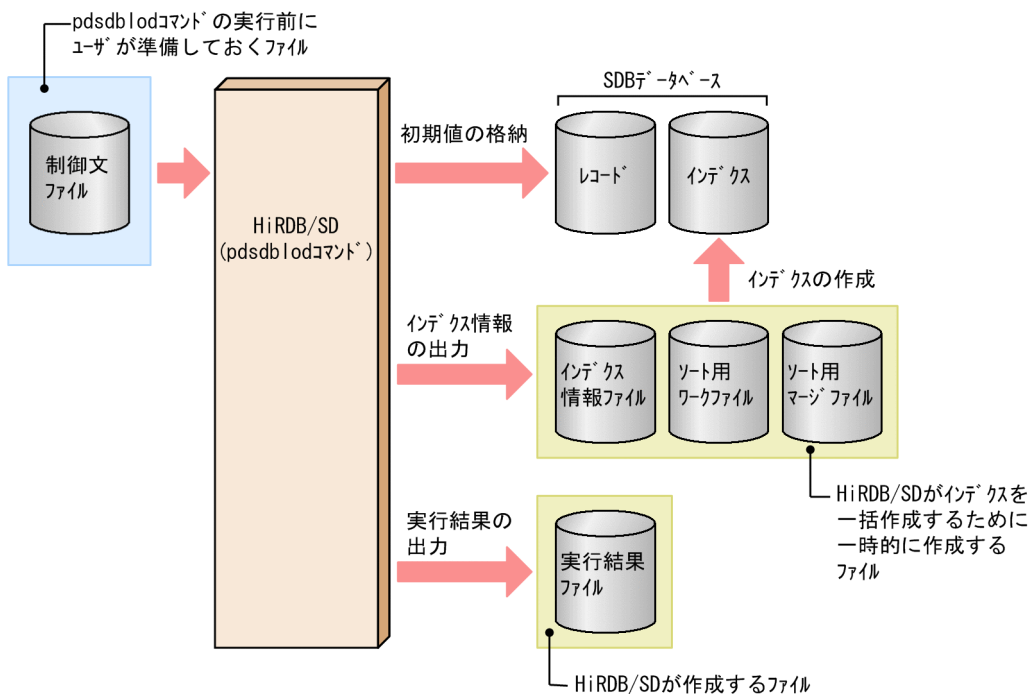 pdsdblodｺﾏﾝﾄﾞの実行前に
ﾕｰｻﾞが準備しておくﾌｧｲﾙ
制御文
ﾌｧｲﾙ
HiRDB/SD
(pdsdblodｺﾏﾝﾄﾞ)
SDBﾃﾞｰﾀﾍﾞｰｽ
初期値の格納
ﾚｺｰﾄﾞ
ｲﾝﾃﾞｸｽ
ｲﾝﾃﾞｸｽの作成
ｲﾝﾃﾞｸｽ情報
の出力
ｲﾝﾃﾞｸｽ
情報ﾌｧｲﾙ
ｿｰﾄ用
ﾜｰｸﾌｧｲﾙ
ｿｰﾄ用
ﾏｰｼﾞﾌｧｲﾙ
HiRDB/SDがｲﾝﾃﾞｸｽを
一括作成するために
一時的に作成する
ﾌｧｲﾙ
実行結果の
出力
実行結果
ﾌｧｲﾙ
HiRDB/SDが作成するﾌｧｲﾙ